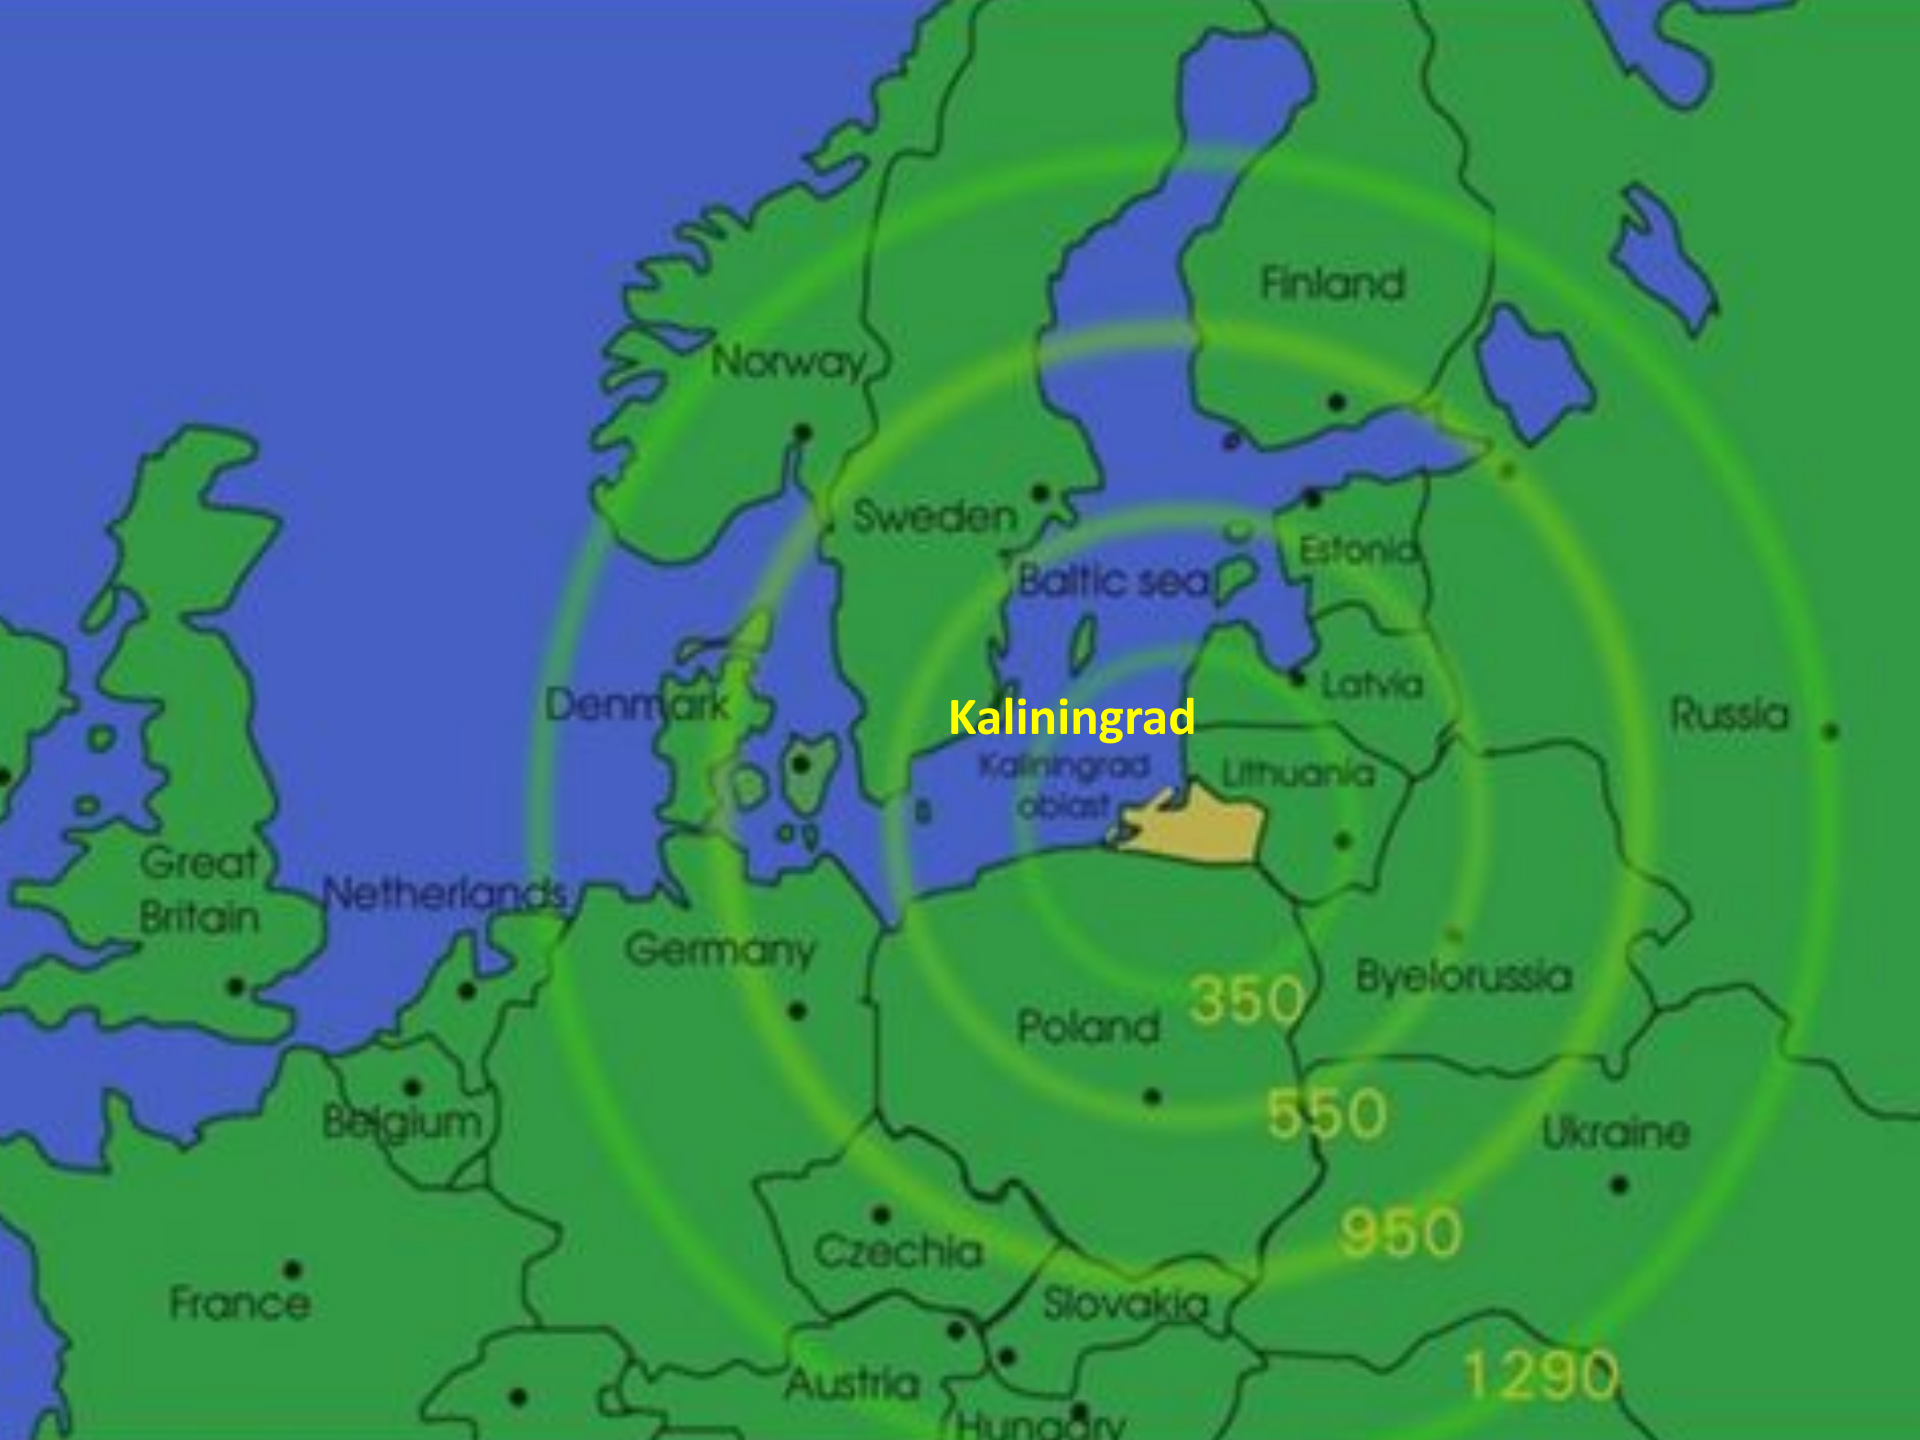 Finland
Norway
Sweden
Estonia
Baltic sea
Latvia
Denmark
Kaliningrad
Russia
Kaliningrad
oblast
Lithuania
Great
Britain
Netherlands
Germany
Byelorussia
350
Poland
Belgium
550
Ukraine
950
Czechia
France
Slovakia
1290
Austria
Hungary